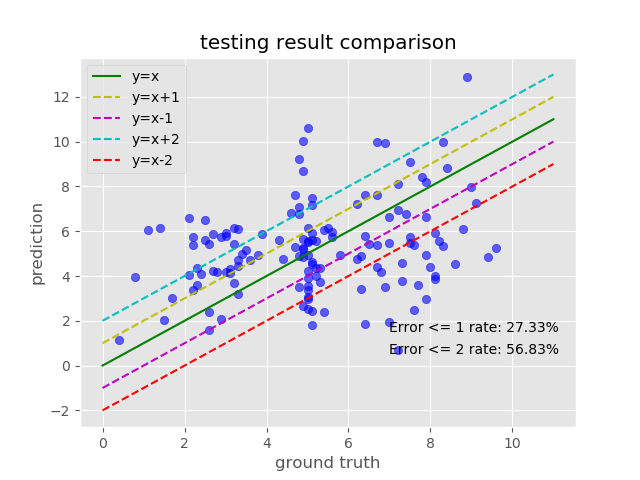 testing result comparison
y=x
y=x+1
y=x-1
y=x+2
y=x-2
12
10
8
6
4
2
0
−2
prediction
Error <= 1 rate: 27.33%
Error <= 2 rate: 56.83%
0 2 4 6 8 10
ground truth